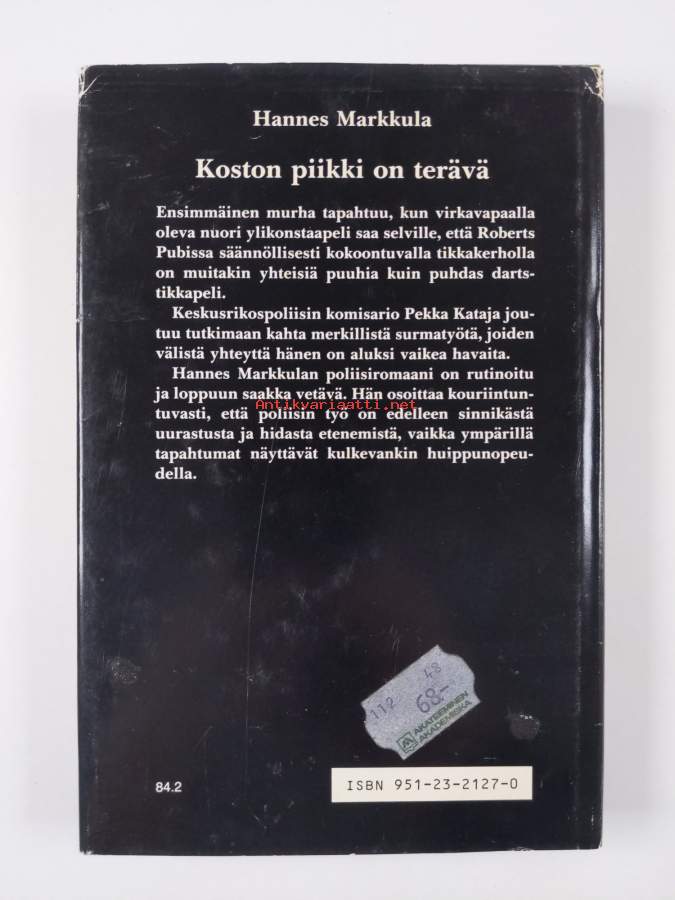 Hannes Markkula
Koston piikki on terävä
Ensimmäinen murha tapahtuu, kun virkavapaalla
oleva nuori ylikonstaapeli saa selville, että Roberts
Pubissa säännöllisesti kokoontuvalla tikkakerholla
on muitakin yhteisiä puuhia kuin puhdas darts-
tikkapeli.
Keskusrikospoliisin komisario Pekka Kataja jou-
tuu tutkimaan kahta merkillistä surmatyötä, joiden
välistä yhteyttä hänen on aluksi vaikea havaita.
Hannes Markkulan poliisiromaani on rutinoitu
ja loppuun saakka vetävä. Hän osoittaa kouriintun-
Antikvariaatti.net
tuvasti, että poliisin työ on edelleen sinnikästä
uurastusta ja hidasta etenemistä, vaikka ympärillä
tapahtumat näyttävät kulkevankin huippunopeu-
della.
112 48
68-
AKATEEMINEN
AKADEMISKA
84.2
ISBN 951-23-2127-0